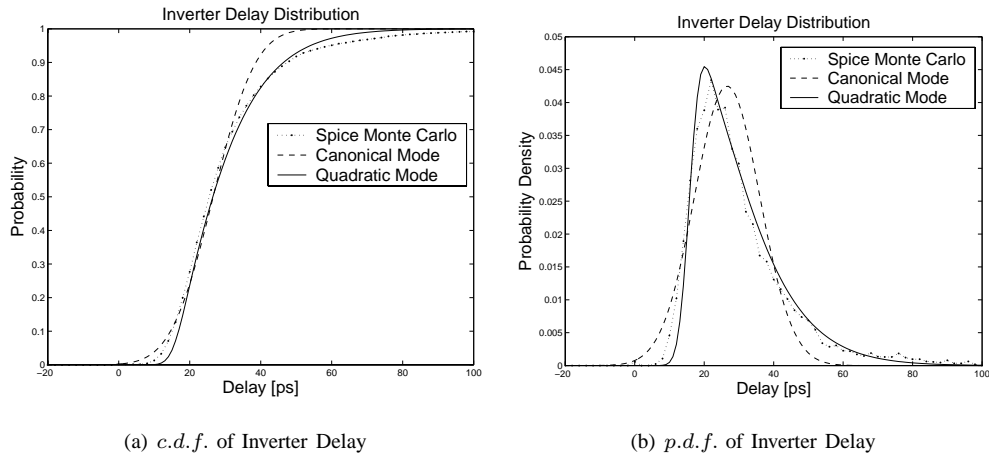 Inverter Delay Distribution
1
0.9
0.8
0.7
0.6
0.5
0.4
0.3
0.2
0.1
0
Probability
Spice Monte Carlo
Canonical Mode
Quadratic Mode
−20 0 20 40 60 80 100
Delay [ps]
(a) c.d.f. of Inverter Delay
Inverter Delay Distribution
0.05
0.045
0.04
0.035
0.03
0.025
0.02
0.015
0.01
0.005
0
Probability Density
Spice Monte Carlo
Canonical Mode
Quadratic Mode
−20 0 20 40 60 80 100
Delay [ps]
(b) p.d.f. of Inverter Delay